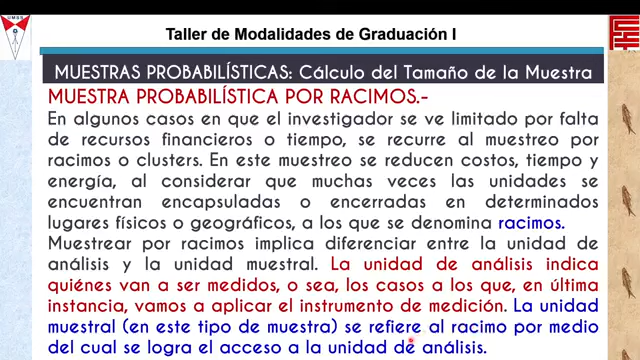 UMSS
Taller de Modalidades de Graduación I
MUESTRAS PROBABILÍSTICAS: Cálculo del Tamaño de la Muestra
MUESTRA PROBABILÍSTICA POR RACIMOS.-
En algunos casos en que el investigador se ve limitado por falta
de recursos financieros o tiempo, se recurre al muestreo por
racimos o clusters. En este muestreo se reducen costos, tiempo y
energía, al considerar que muchas veces las unidades se
encuentran encapsuladas o encerradas en determinados
lugares físicos o geográficos, a los que se denomina racimos.
Muestrear por racimos implica diferenciar entre la unidad de
análisis y la unidad muestral. La unidad de análisis indica
quiénes van a ser medidos, o sea, los casos a los que, en última
instancia, vamos a aplicar el instrumento de medición. La unidad
muestral (en este tipo de muestra) se refiere al racimo por medio
del cual se logra el acceso a la unidad de análisis.